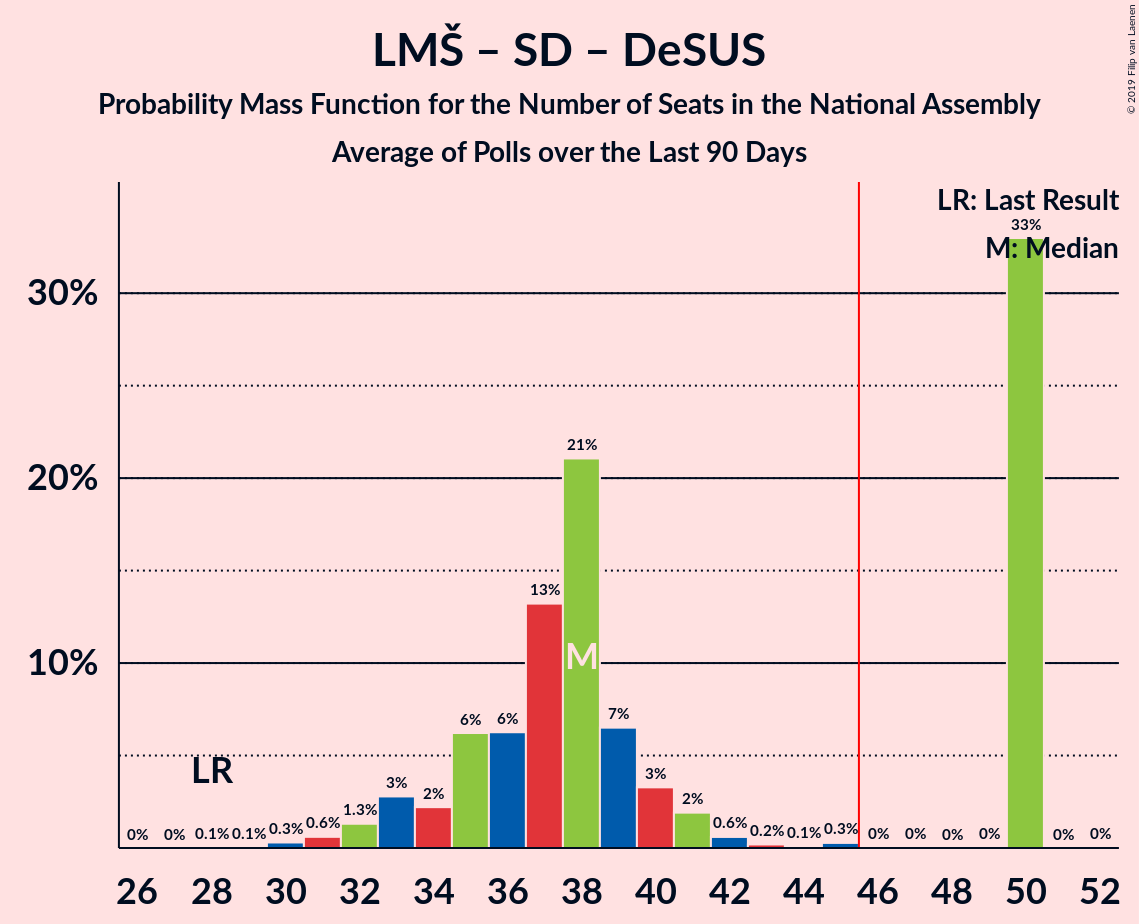 LMŠ – SD – DeSUS
Probability Mass Function for the Number of Seats in the National Assembly
Average of Polls over the Last 90 Days
© 2019 Filip van Laenen
LR: Last Result
M: Median
30%
20%
10%
0% 0% 0.1% 0.1% 0.3% 0.6% 1.3% 3% 2% 6% 6% 13% 21% 7% 3% 2% 0.6% 0.2% 0.1% 0.3% 0% 0% 0% 0% 33% 0% 0%
LR
M
26 28 30 32 34 36 38 40 42 44 46 48 50 52